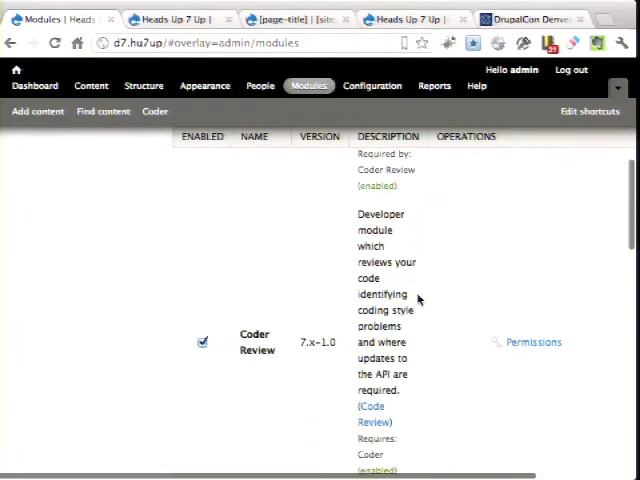 Modules | Heads
Heads Up 7 Up |
[page-title] | [site
Heads Up 7 Up |
DrupalCon Denver
d7.hu7up/#overlay=admin/modules
21
Hello admin
Log out
Dashboard
Content
Structure
Appearance
People
Modules
Configuration
Reports
Help
Add content
Find content
Coder
Edit shortcuts
ENABLED
NAME
VERSION
DESCRIPTION
OPERATIONS
Required by:
Coder Review
(enabled)
Developer
module
which
reviews your
code
identifying
coding style
problems
and where
updates to
the API are
required.
(Code
Review)
Requires:
Coder
(enabled)
Coder
Review
7.x-1.0
Permissions